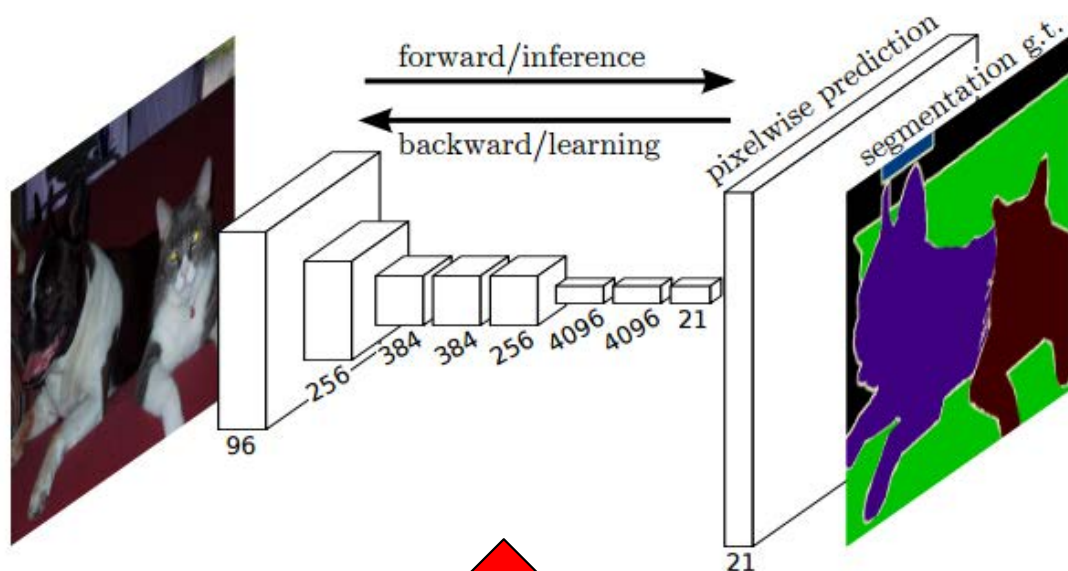 forward/inference
backward/learning
pixelwise prediction
segmentation g.t.
96
256
384
384
256
4096
4096
21
21